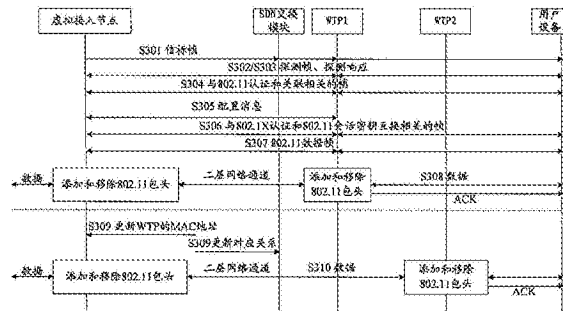 虚拟接入节点
SDN交换
模块
WTP1
WTP2
用户
设备
S301 信标帧
S302/S303 探测帧、探测响应
S304 与802.11认证和关联相关的帧
S305 配置消息
S306 与802.1X认证和802.11会话密钥互换相关的帧
S307 802.11数据帧
数据
添加和移除802.11包头
二层网络通道
添加和移除
802.11包头
S308 数据
ACK
S309 更新WTP的MAC地址
S309更新对应关系
数据
添加和移除802.11包头
二层网络通道
S310 数据
添加和移除
802.11包头
ACK